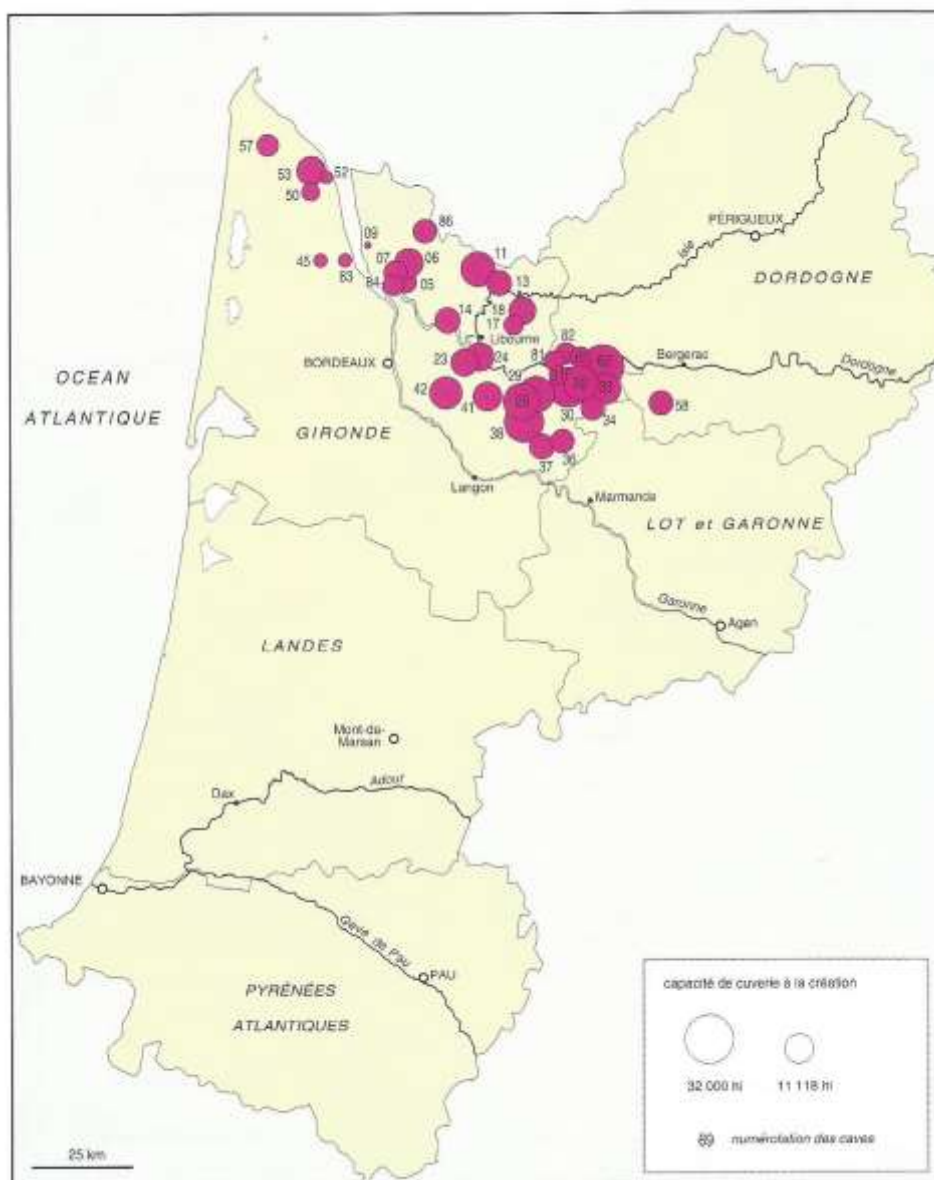 57
53
52
50
86
09
11
PÉRIGUEUX
Isle
07
06
45
83
13
84
05
DORDOGNE
14
18
17
Libourne
82
BORDEAUX
23
24
81
Bergerac
Dordogne
OCEAN
ATLANTIQUE
29
42
41
33
58
30
34
GIRONDE
38
37
36
Langon
Marmande
LOT et GARONNE
Garonne
Agen
LANDES
Mont-de-
Marsan
Dax
Adour
BAYONNE
Gave de Pau
PAU
PYRÉNÉES
ATLANTIQUES
capacité de cuverie à la création
32 000 hl
11 118 hl
89 numérotation des caves
25 km